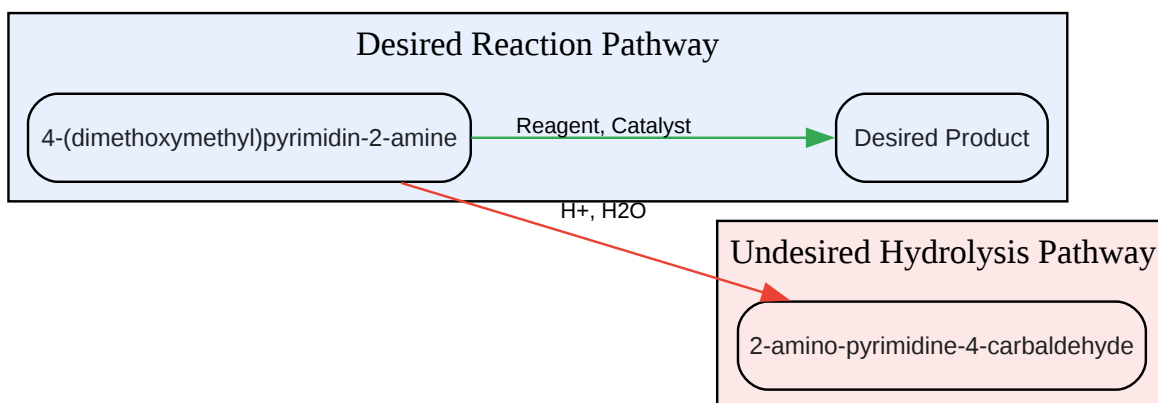 Desired Reaction Pathway
4-(dimethoxymethyl)pyrimidin-2-amine
Reagent, Catalyst
Desired Product
H+, H2O
Undesired Hydrolysis Pathway
2-amino-pyrimidine-4-carbaldehyde